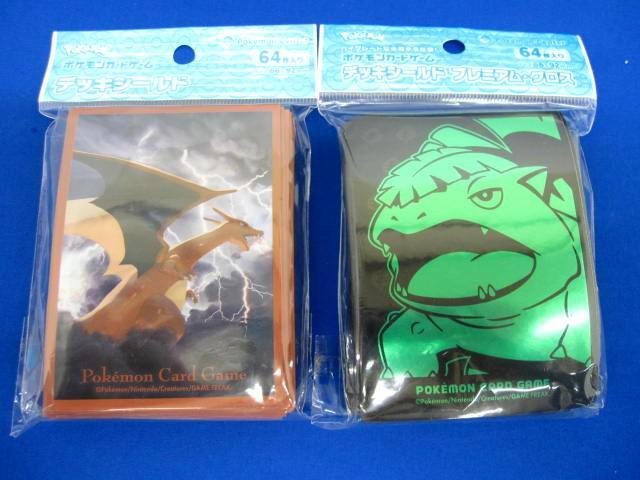 Pokémon
ポケモンカードゲーム
デッキシールド
64枚入り
Pokémon Card Game
©Pokémon/Nintendo/Creatures/GAME FREAK.
Pokémon
ポケモンカードゲーム
デッキシールド プレミアム・グロス
64枚入り
POKÉMON CARD GAME
©Pokémon/Nintendo/Creatures/GAME FREAK.